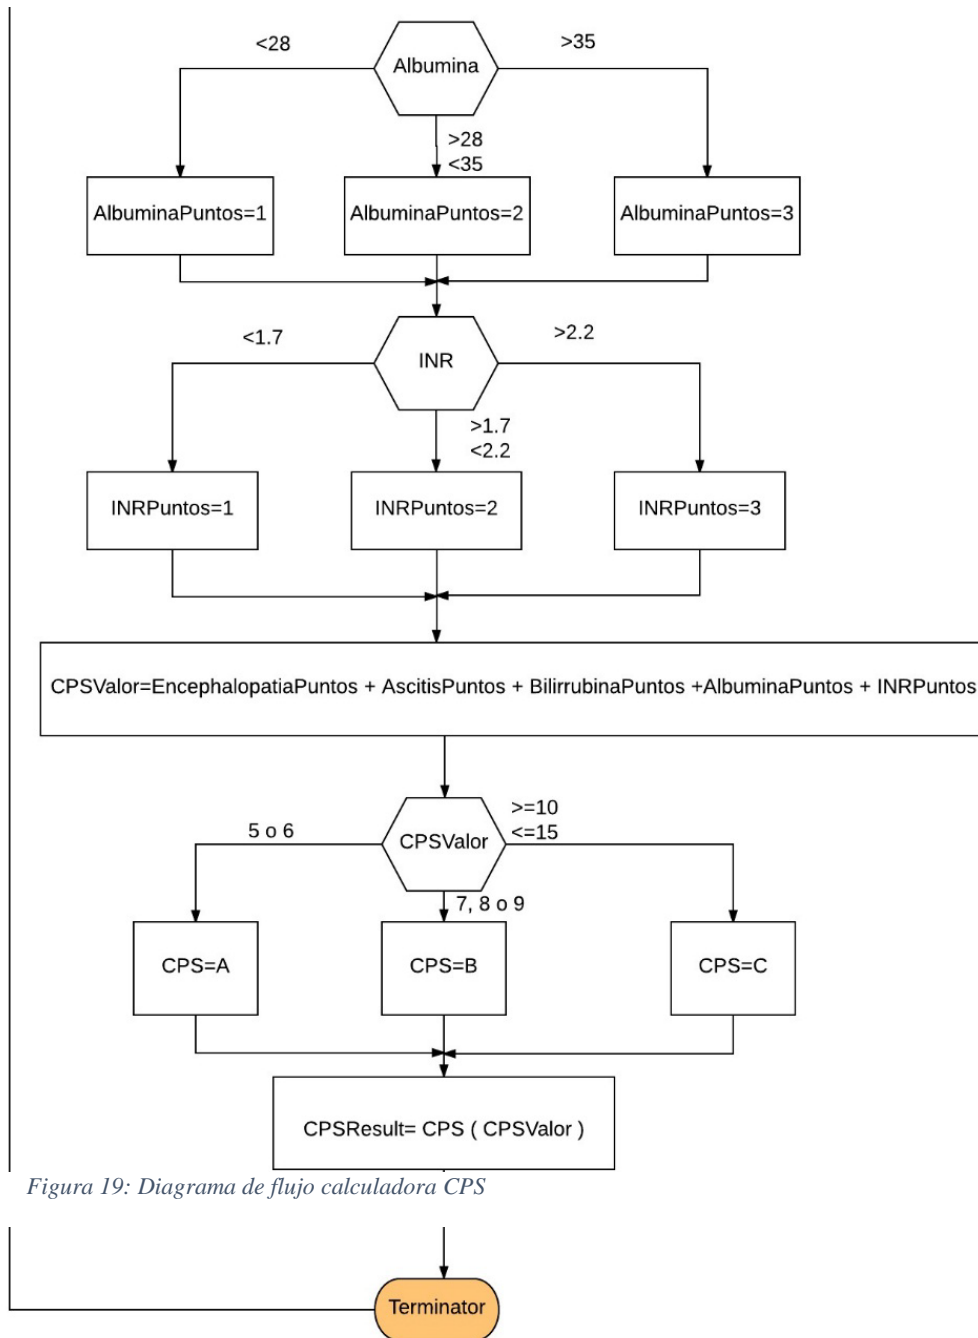 <28
Albumina
>35
>28
<35
AlbuminaPuntos=1
AlbuminaPuntos=2
AlbuminaPuntos=3
<1.7
INR
>2.2
>1.7
<2.2
INRPuntos=1
INRPuntos=2
INRPuntos=3
CPSValor=EncephalopatiaPuntos + AscitisPuntos + BilirrubinaPuntos +AlbuminaPuntos + INRPuntos
5 o 6
CPSValor
>=10
<=15
7, 8 o 9
CPS=A
CPS=B
CPS=C
CPSResult= CPS ( CPSValor )
Figura 19: Diagrama de flujo calculadora CPS
Terminator